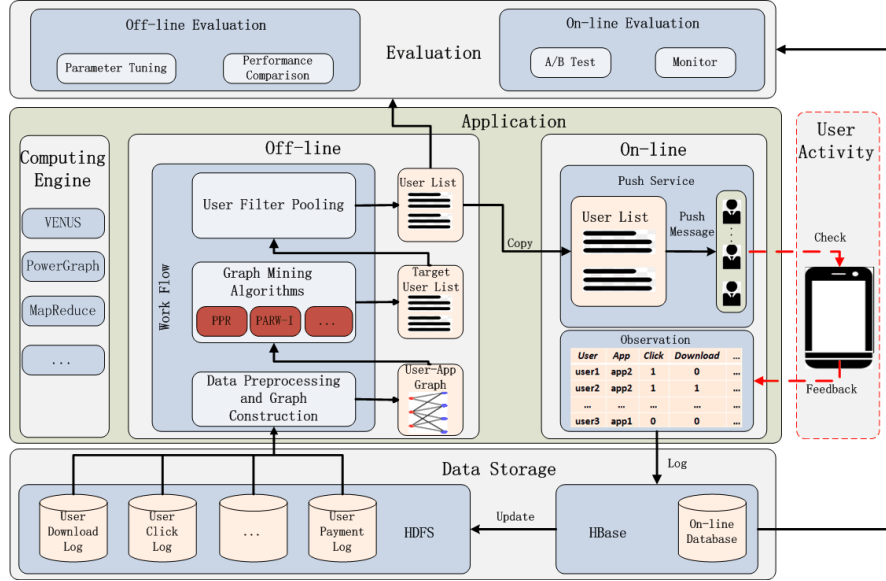 Off-line Evaluation
Parameter Tuning
Performance
Comparison
Evaluation
On-line Evaluation
A/B Test
Monitor
Application
Computing
Engine
VENUS
PowerGraph
MapReduce
...
Off-line
Work Flow
User Filter Pooling
User List
Graph Mining
Algorithms
PPR
PARW-I
...
Target
User List
Data Preprocessing
and Graph
Construction
User-App
Graph
Copy
On-line
Push Service
User List
Push
Message
Observation
User App Click Download ...
user1 app2 1 0 ...
user2 app2 1 1 ...
... ... ... ... ...
user3 app1 0 0 ...
User
Activity
Check
Feedback
Log
Data Storage
User
Download
Log
User
Click
Log
...
User
Payment
Log
HDFS
Update
HBase
On-line
Database